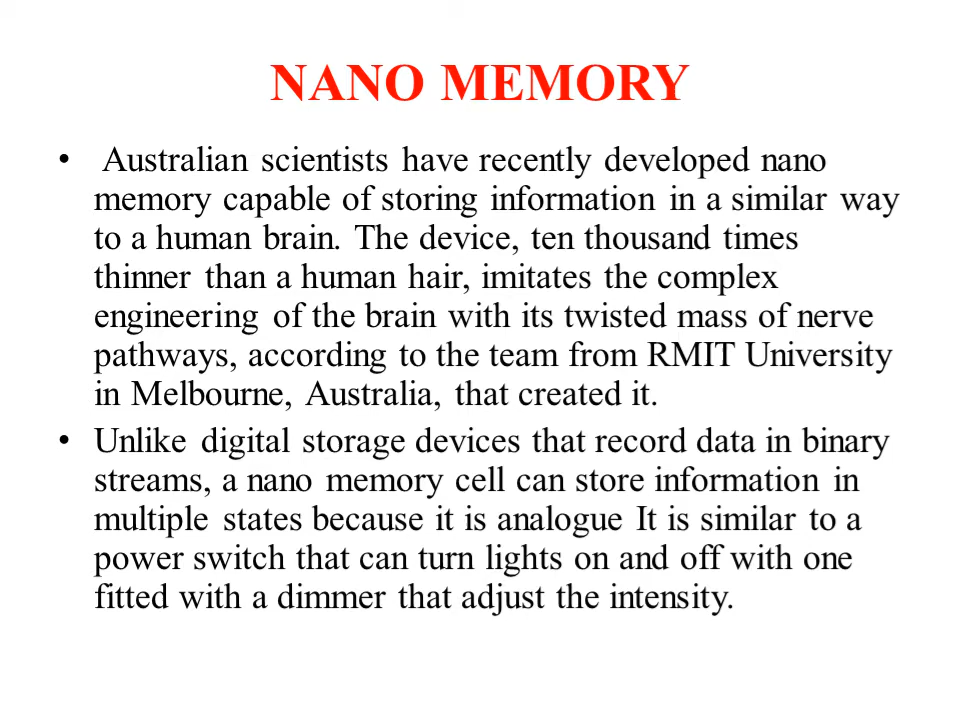 NANO MEMORY
• Australian scientists have recently developed nano
memory capable of storing information in a similar way
to a human brain. The device, ten thousand times
thinner than a human hair, imitates the complex
engineering of the brain with its twisted mass of nerve
pathways, according to the team from RMIT University
in Melbourne, Australia, that created it.
• Unlike digital storage devices that record data in binary
streams, a nano memory cell can store information in
multiple states because it is analogue It is similar to a
power switch that can turn lights on and off with one
fitted with a dimmer that adjust the intensity.